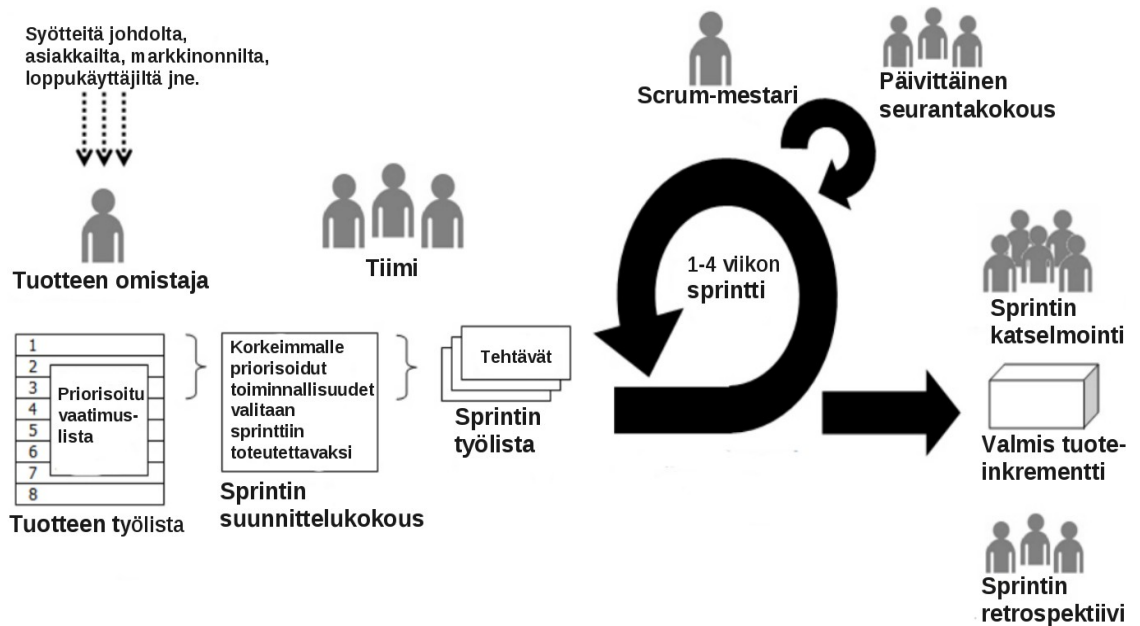 Syötteitä johdolta,
asiakkailta, markkinonnilta,
loppukäyttäjiltä jne.
Tuotteen omistaja
Tiimi
Scrum-mestari
Päivittäinen
seurantakokous
1-4 viikon
sprintti
1
2
3
4
5
6
7
8
Priorisoitu
vaatimus-
lista
Tuotteen työlista
Korkeimmalle
priorisoidut
toiminnallisuudet
valitaan
sprinttiin
toteutettavaksi
Sprintin
suunnittelukokous
Tehtävät
Sprintin
työlista
Sprintin
katselmointi
Valmis tuote-
inkrementti
Sprintin
retrospektiivi